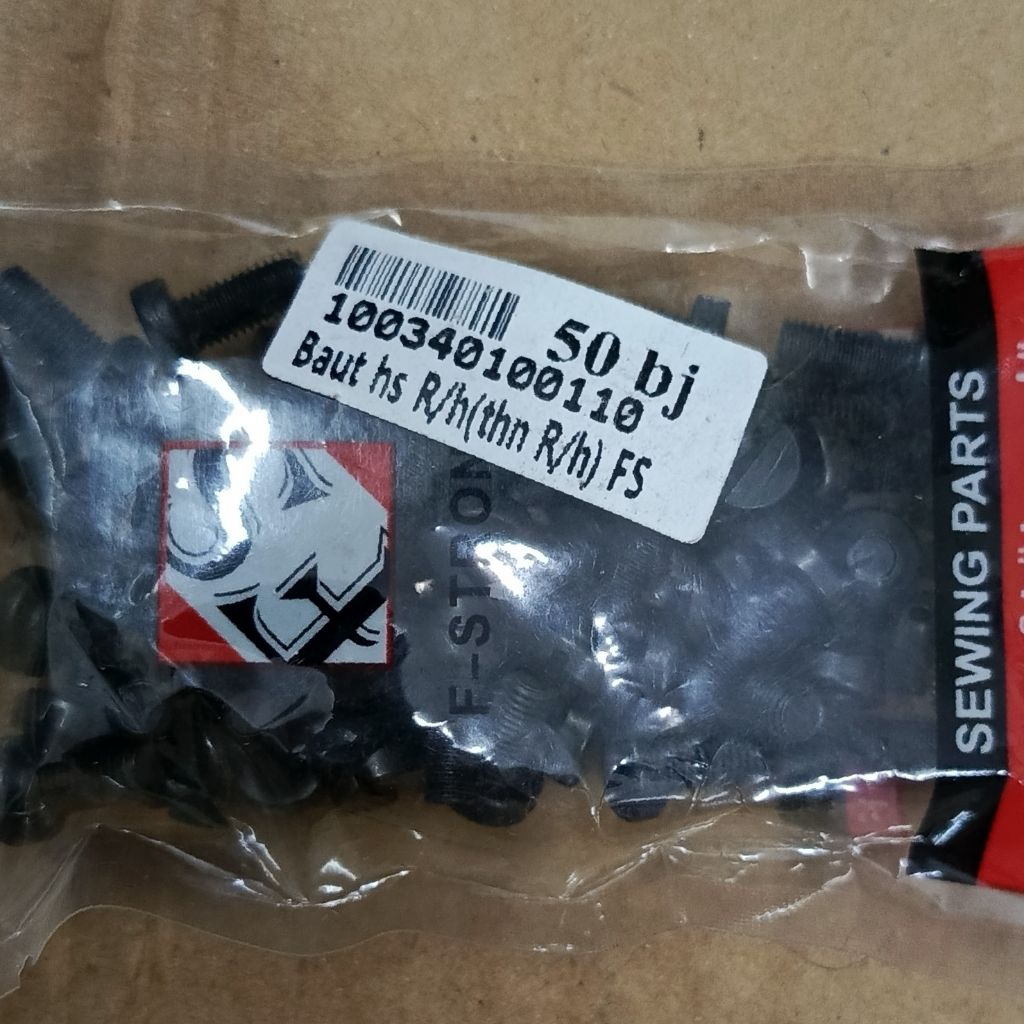 50 bj
100340100110
Baut hs R/h(thn R/h) FS
F-STRON
SEWING PARTS